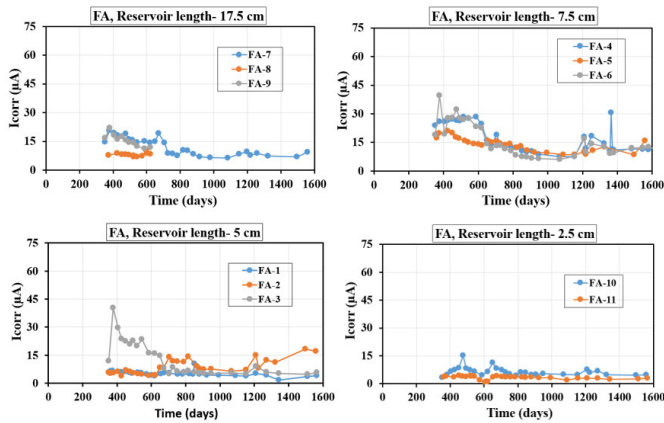 FA, Reservoir length- 17.5 cm
Icorr (µA)
75
60
45
30
15
0
FA-7
FA-8
FA-9
0 200 400 600 800 1000 1200 1400 1600
Time (days)
FA, Reservoir length- 7.5 cm
Icorr (µA)
75
60
45
30
15
0
FA-4
FA-5
FA-6
0 200 400 600 800 1000 1200 1400 1600
Time (days)
FA, Reservoir length- 5 cm
Icorr (µA)
75
60
45
30
15
0
FA-1
FA-2
FA-3
0 200 400 600 800 1000 1200 1400 1600
Time (days)
FA, Reservoir length- 2.5 cm
Icorr (µA)
75
60
45
30
15
0
FA-10
FA-11
0 200 400 600 800 1000 1200 1400 1600
Time (days)